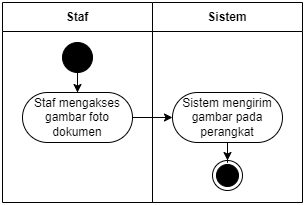 Staf
Sistem
Staf mengakses
gambar foto
dokumen
Sistem mengirim
gambar pada
perangkat